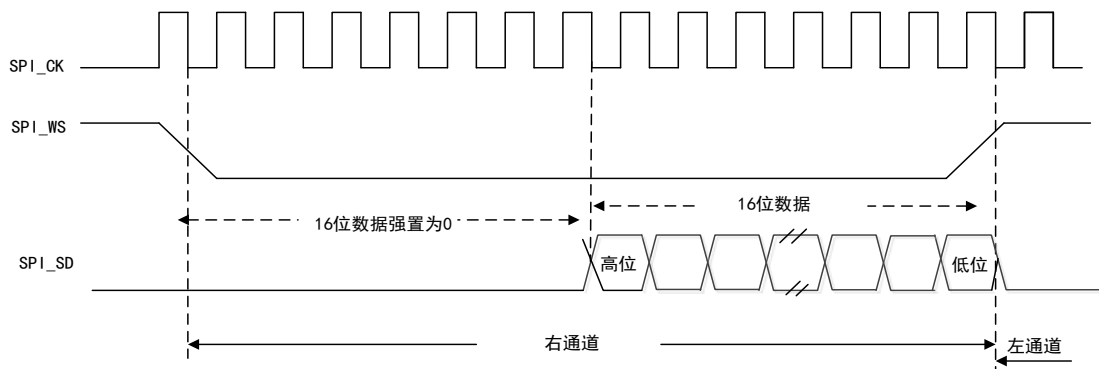 SPI_CK
SPI_WS
16位数据强置为0
16位数据
SPI_SD
高位
低位
右通道
左通道